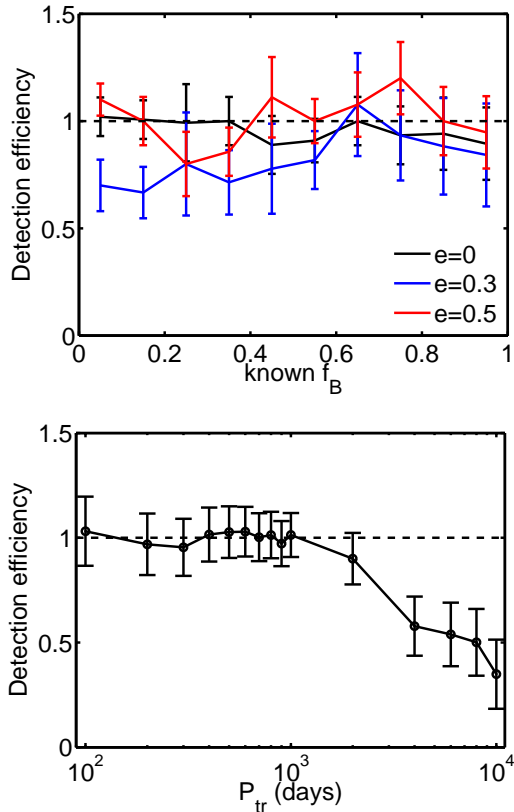 1.5
1
0.5
0
Detection efficiency
e=0
e=0.3
e=0.5
0 0.2 0.4 0.6 0.8 1
known f_B
1.5
1
0.5
0
Detection efficiency
10^2 10^3 10^4
P_tr (days)